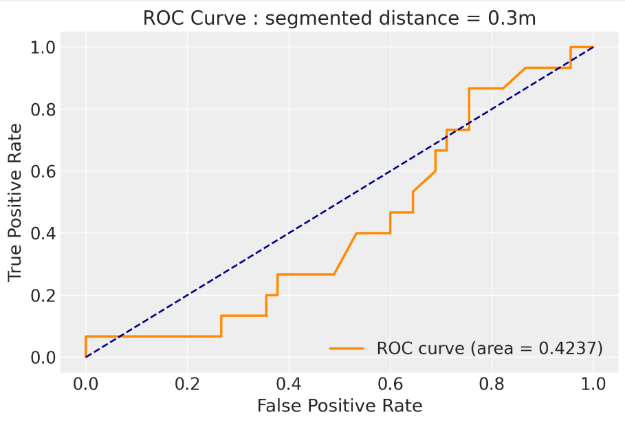 ROC Curve : segmented distance = 0.3m
True Positive Rate
1.0
0.8
0.6
0.4
0.2
0.0
ROC curve (area = 0.4237)
0.0 0.2 0.4 0.6 0.8 1.0
False Positive Rate